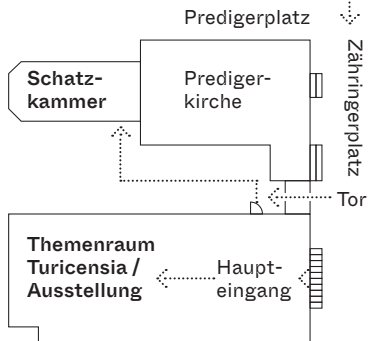 Predigerplatz
Zähringerplatz
Schatz-
kammer
Prediger-
kirche
Tor
Themenraum
Turicensia /
Ausstellung
Haupt-
eingang